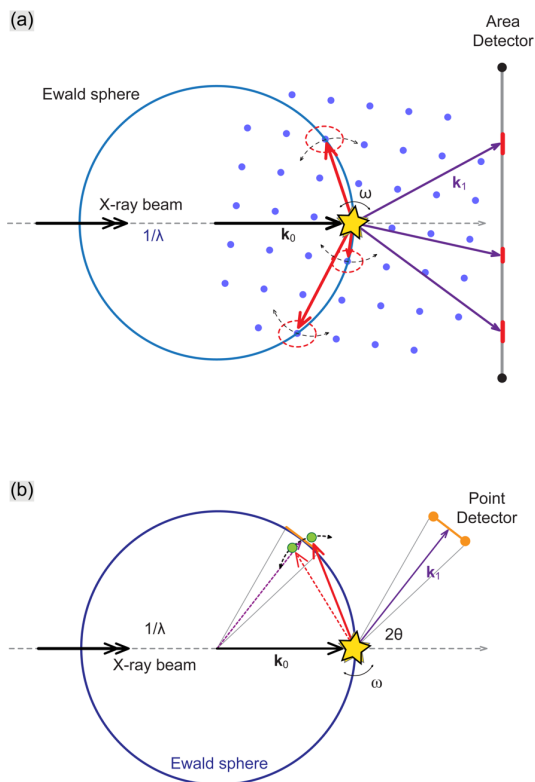 (a)
Area
Detector
Ewald sphere
ω
k₁
X-ray beam
1/λ
k₀
(b)
Point
Detector
k₁
1/λ
2θ
X-ray beam
k₀
ω
Ewald sphere